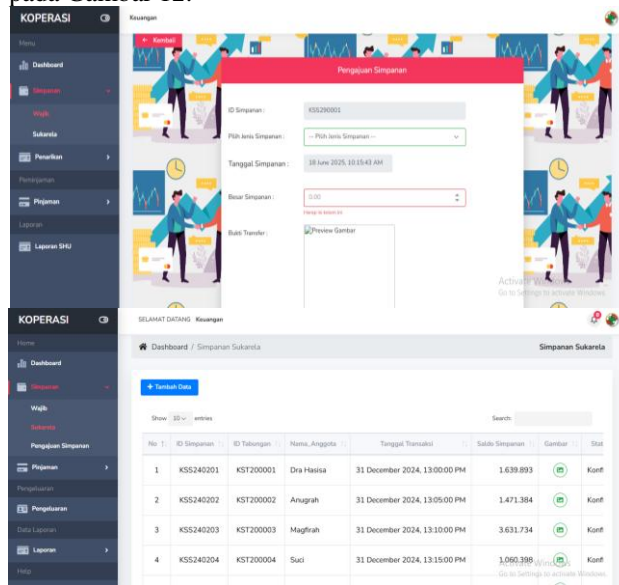 pada Gambar 12.
KOPERASI
Keuangan
Menu
Dashboard
Simpanan
Wajib
Sukarela
Penarikan
Peminjaman
Pinjaman
Laporan
Laporan SHU
← Kembali
Pengajuan Simpanan
ID Simpanan :
KSS290001
Pilih Jenis Simpanan :
-- Pilih Jenis Simpanan --
Tanggal Simpanan :
18 June 2025, 10:15:43 AM
Besar Simpanan :
0.00
Bukti Transfer :
Preview Gambar
Activate Windows
Go to Settings to activate Windows.
KOPERASI
SELAMAT DATANG Keuangan
Home
Dashboard
Simpanan
Wajib
Sukarela
Pengajuan Simpanan
Pinjaman
Pengeluaran
Pengeluaran
Data Laporan
Laporan
Help
Dashboard / Simpanan Sukarela
Simpanan Sukarela
+ Tambah Data
Show 10 entries
Search:
No ID Simpanan ID Tabungan Nama, Anggota Tanggal Transaksi Saldo Simpanan Gambar Stat
1 KSS240201 KST200001 Dra Hasisa 31 December 2024, 13:00:00 PM 1.639.893 Konfi
2 KSS240202 KST200002 Anugrah 31 December 2024, 13:05:00 PM 1.471.384 Konfi
3 KSS240203 KST200003 Magfirah 31 December 2024, 13:10:00 PM 3.631.734 Konfi
4 KSS240204 KST200004 Suci 31 December 2024, 13:15:00 PM 1.060.398 Konfi
Activate Windows
Go to Settings to activate Windows.